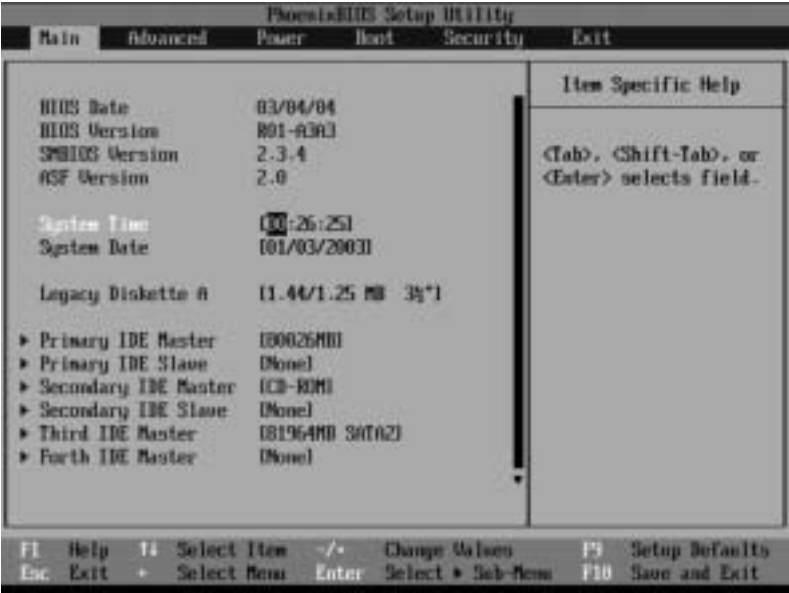 PhoenixBIOS Setup Utility
Main Advanced Power Boot Security Exit
Item Specific Help
<Tab>, <Shift-Tab>, or
<Enter> selects field.
BIOS Date 03/04/04
BIOS Version R01-A3A3
SMBIOS Version 2.3.4
ASF Version 2.0
System Time :26:25]
System Date [01/03/2003]
Legacy Diskette A [1.44/1.25 MB 3½"]
Primary IDE Master [80026MB]
Primary IDE Slave [None]
Secondary IDE Master [CD-ROM]
Secondary IDE Slave [None]
Third IDE Master [81964MB SATA2]
Forth IDE Master [None]
F1 Help ↑↓ Select Item -/+ Change Values F9 Setup Defaults
Esc Exit Select Menu Enter Select ▶ Sub-Menu F10 Save and Exit